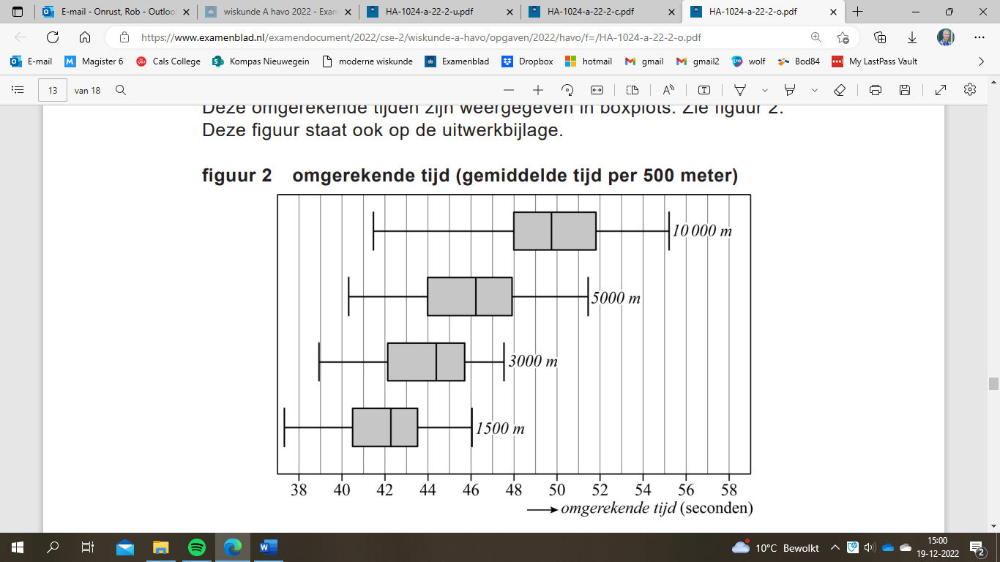 E-mail - Onrust, Rob - Outloo
wiskunde A havo 2022 - Exam
HA-1024-a-22-2-u.pdf
HA-1024-a-22-2-c.pdf
HA-1024-a-22-2-o.pdf
https://www.examenblad.nl/examendocument/2022/cse-2/wiskunde-a-havo/opgaven/2022/havo/f=/HA-1024-a-22-2-o.pdf
E-mail Magister 6 Cals College Kompas Nieuwegein moderne wiskunde Examenblad Dropbox hotmail gmail gmail2 wolf Bod84 My LastPass Vault
13 van 18
Deze omgerekende tijden zijn weergegeven in boxplots. Zie figuur 2.
Deze figuur staat ook op de uitwerkbijlage.
figuur 2 omgerekende tijd (gemiddelde tijd per 500 meter)
10 000 m
5000 m
3000 m
1500 m
38 40 42 44 46 48 50 52 54 56 58
omgerekende tijd (seconden)
10°C Bewolkt
15:00
19-12-2022
2